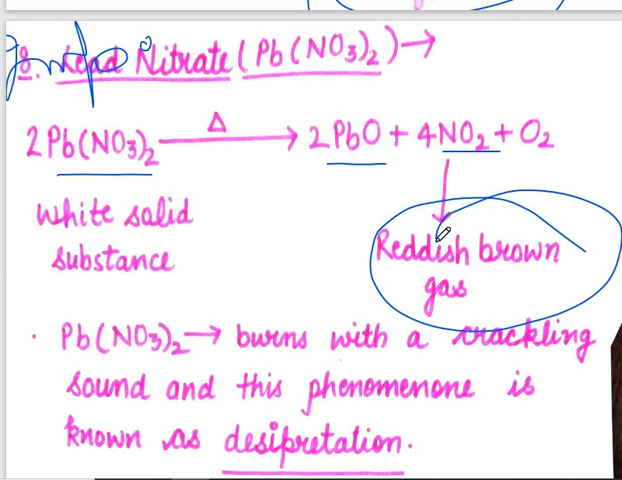 8. Lead Nitrate (Pb(NO3)2)→
2Pb(NO3)2 —Δ→ 2PbO + 4NO2 + O2
white solid
substance
Reddish brown
gas
· Pb(NO3)2→ burns with a crackling
sound and this phenomenone is
known as desipretation.